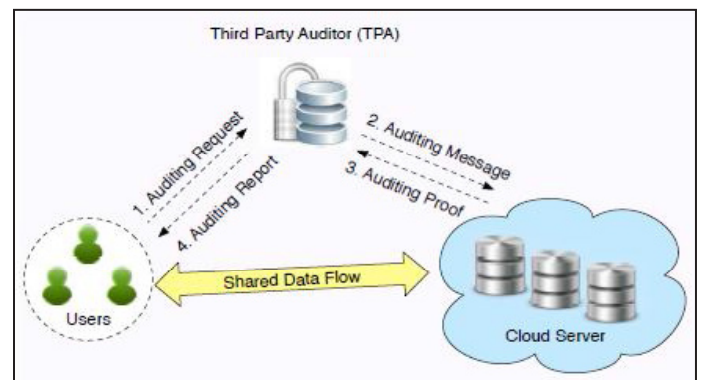 Third Party Auditor (TPA)
1. Auditing Request
2. Auditing Message
3. Auditing Proof
4. Auditing Report
Shared Data Flow
Users
Cloud Server